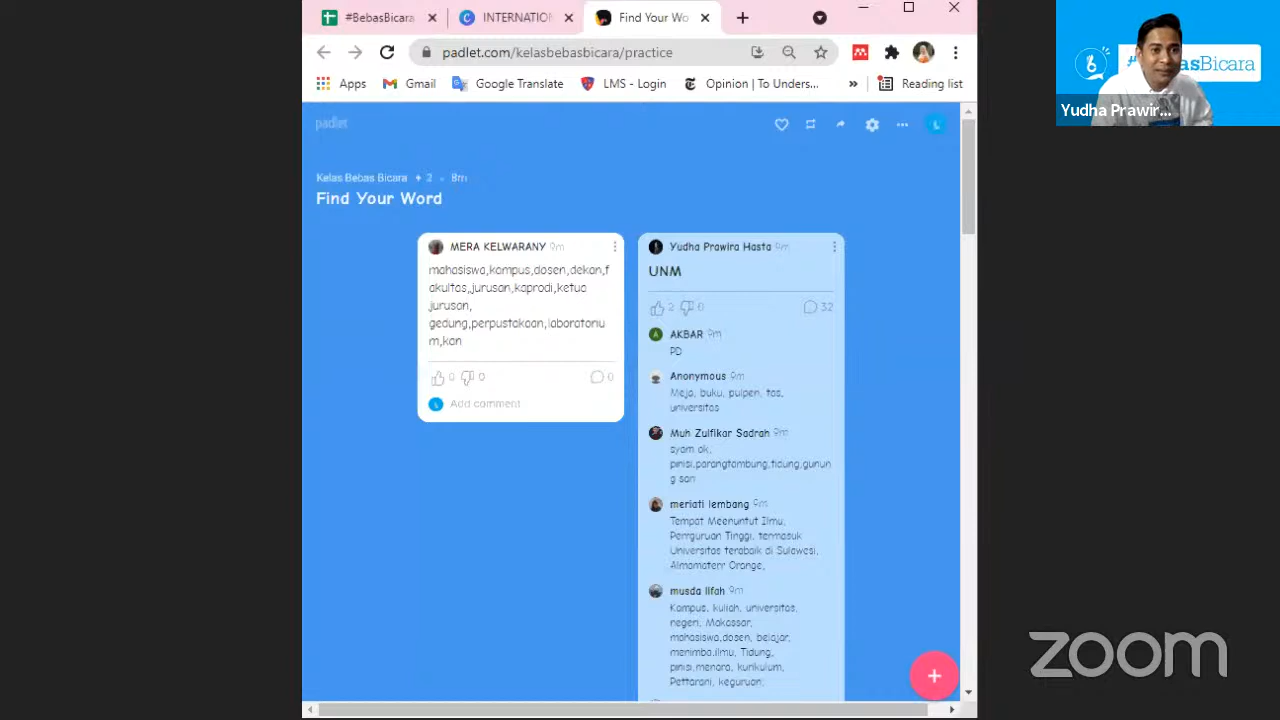 #BebasBicara
INTERNATIO
Find Your Wo
padlet.com/kelasbebasbicara/practice
Apps
Gmail
Google Translate
LMS - Login
Opinion | To Unders...
»
Reading list
#BebasBicara
Yudha Prawir...
padlet
Kelas Bebas Bicara + 2 • 8m
Find Your Word
MERA KELWARANY 9m
mahasiswa,kampus,dosen,dekan,f
akultas,jurusan,kaprodi,ketua
jurusan,
gedung,perpustakaan,laboratoriu
m,kan
0 0 0
Add comment
Yudha Prawira Hasta 9m
UNM
2 0 32
AKBAR 9m
PD
Anonymous 9m
Meja, buku, pulpen, tas,
universitas
Muh Zulfikar Sadrah 9m
syam ok,
pinisi,parangtambung,tidung,gunun
g sari
meriati lembang 9m
Tempat Meenuntut Ilmu,
Perrguruan Tinggi, termasuk
Universitas terabaik di Sulawesi,
Almamaterr Orange,
musda lifah 9m
Kampus, kuliah, universitas,
negeri, Makassar,
mahasiswa,dosen, belajar,
menimba.ilmu, Tidung,
pinisi,menara, kurikulum,
Pettarani, keguruan;
zoom